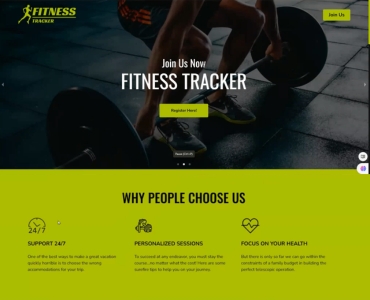 FITNESS
TRACKER
Join Us
Join Us Now
FITNESS TRACKER
Register Here!
WHY PEOPLE CHOOSE US
24/7
SUPPORT 24/7
PERSONALIZED SESSIONS
FOCUS ON YOUR HEALTH
One of the best ways to make a great vacation
quickly horrible is to choose the wrong
accommodations for your trip.
To succeed at any endeavor, you must stay the
course, no matter what the cost! Here are some
surefire tips to help you on your journey.
But there is only so far we can go within the
constraints of a family budget in building the
perfect telescope operation.